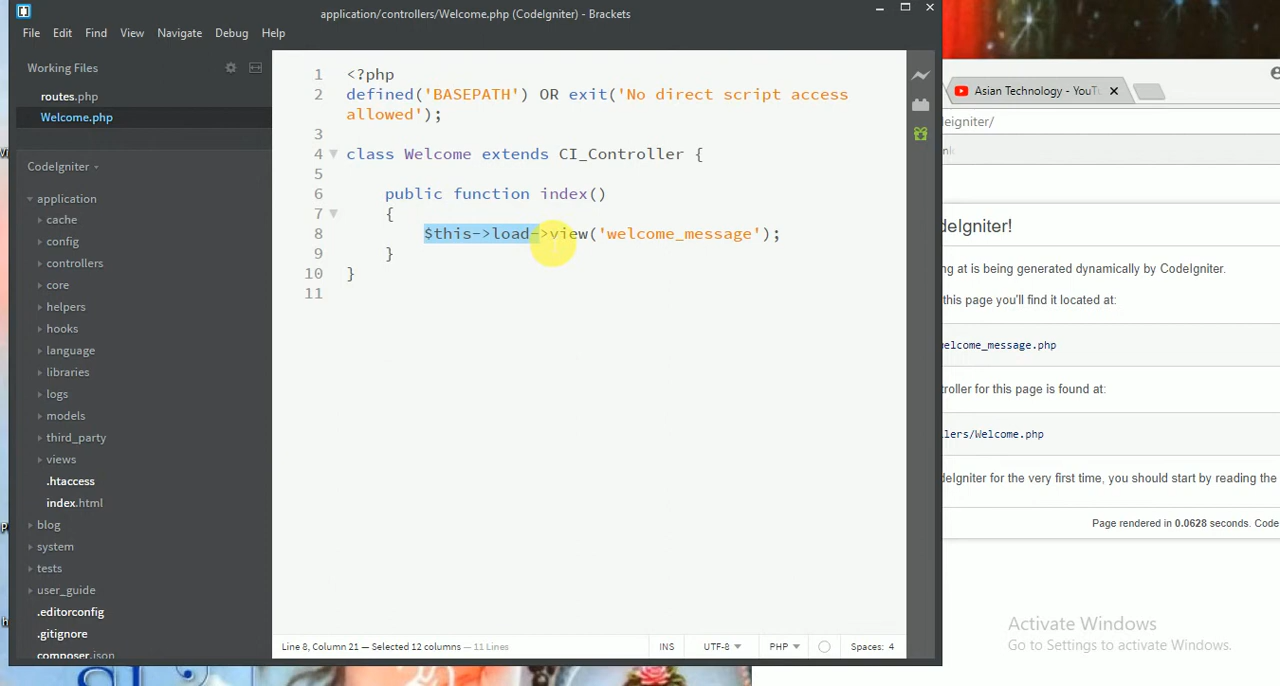 application/controllers/Welcome.php (CodeIgniter) - Brackets
File Edit Find View Navigate Debug Help
Working Files
routes.php
Welcome.php
CodeIgniter
application
cache
config
controllers
core
helpers
hooks
language
libraries
logs
models
third_party
views
.htaccess
index.html
blog
system
tests
user_guide
.editorconfig
.gitignore
composer.json
1 <?php
2 defined('BASEPATH') OR exit('No direct script access
allowed');
3
4 class Welcome extends CI_Controller {
5
6 public function index()
7 {
8 $this->load->view('welcome_message');
9 }
10 }
11
Line 8, Column 21 — Selected 12 columns — 11 Lines
INS UTF-8 PHP Spaces: 4
Asian Technology - YouTu
deIgniter/
deIgniter!
ng at is being generated dynamically by CodeIgniter.
this page you'll find it located at:
welcome_message.php
troller for this page is found at:
lers/Welcome.php
deIgniter for the very first time, you should start by reading the
Page rendered in 0.0628 seconds. Code
Activate Windows
Go to Settings to activate Windows.